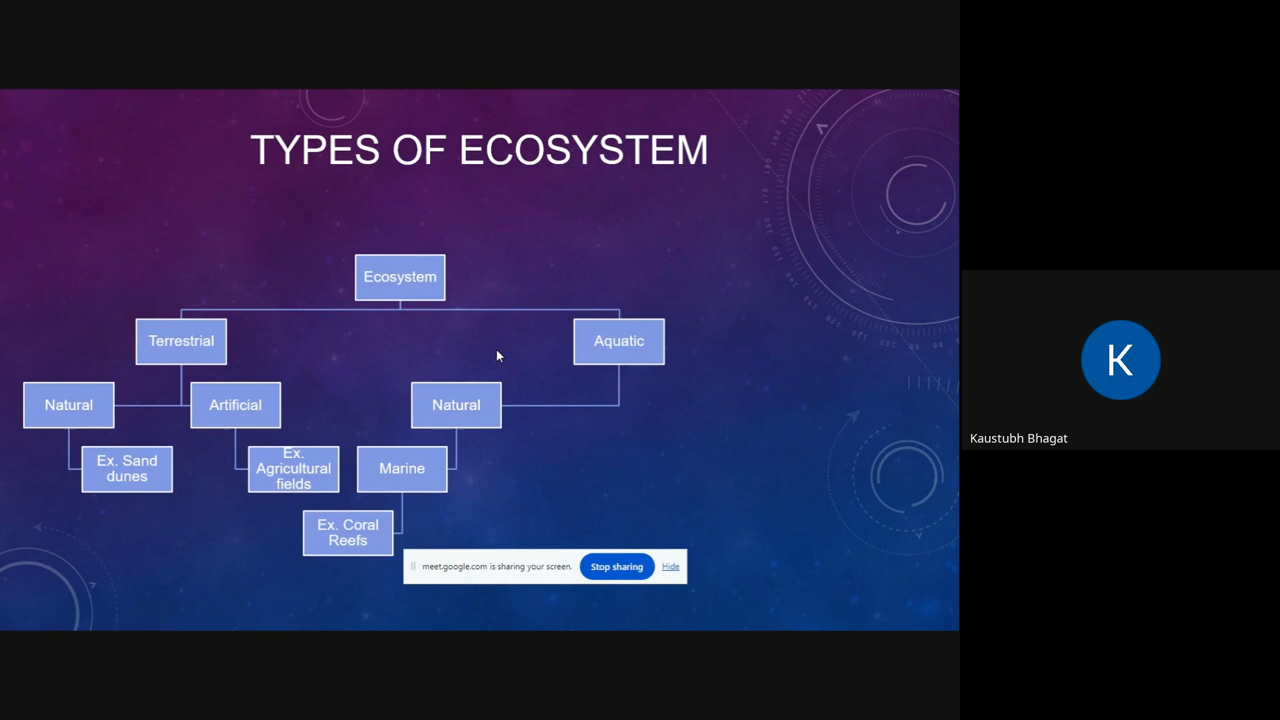 TYPES OF ECOSYSTEM
Ecosystem
Terrestrial
Aquatic
Natural
Artificial
Natural
Ex. Sand
dunes
Ex.
Agricultural
fields
Marine
Ex. Coral
Reefs
meet.google.com is sharing your screen.
Stop sharing
Hide
K
Kaustubh Bhagat